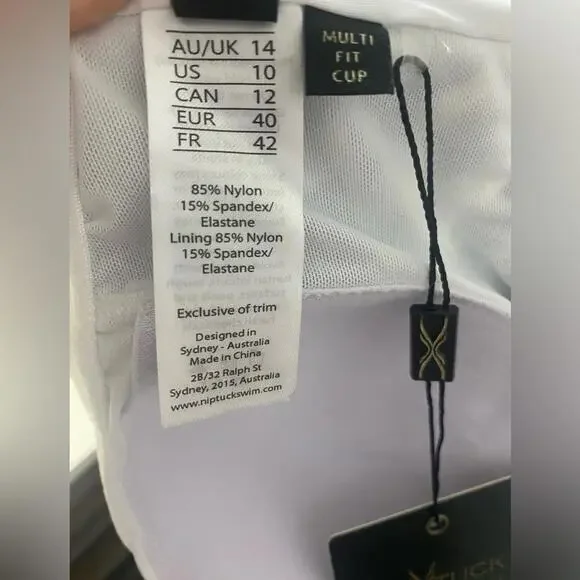 AU/UK 14
US 10
CAN 12
EUR 40
FR 42
85% Nylon
15% Spandex/
Elastane
Lining 85% Nylon
15% Spandex/
Elastane
Exclusive of trim
Designed in
Sydney - Australia
Made in China
2B/32 Ralph St
Sydney, 2015, Australia
www.niptuckswim.com
MULTI
FIT
CUP